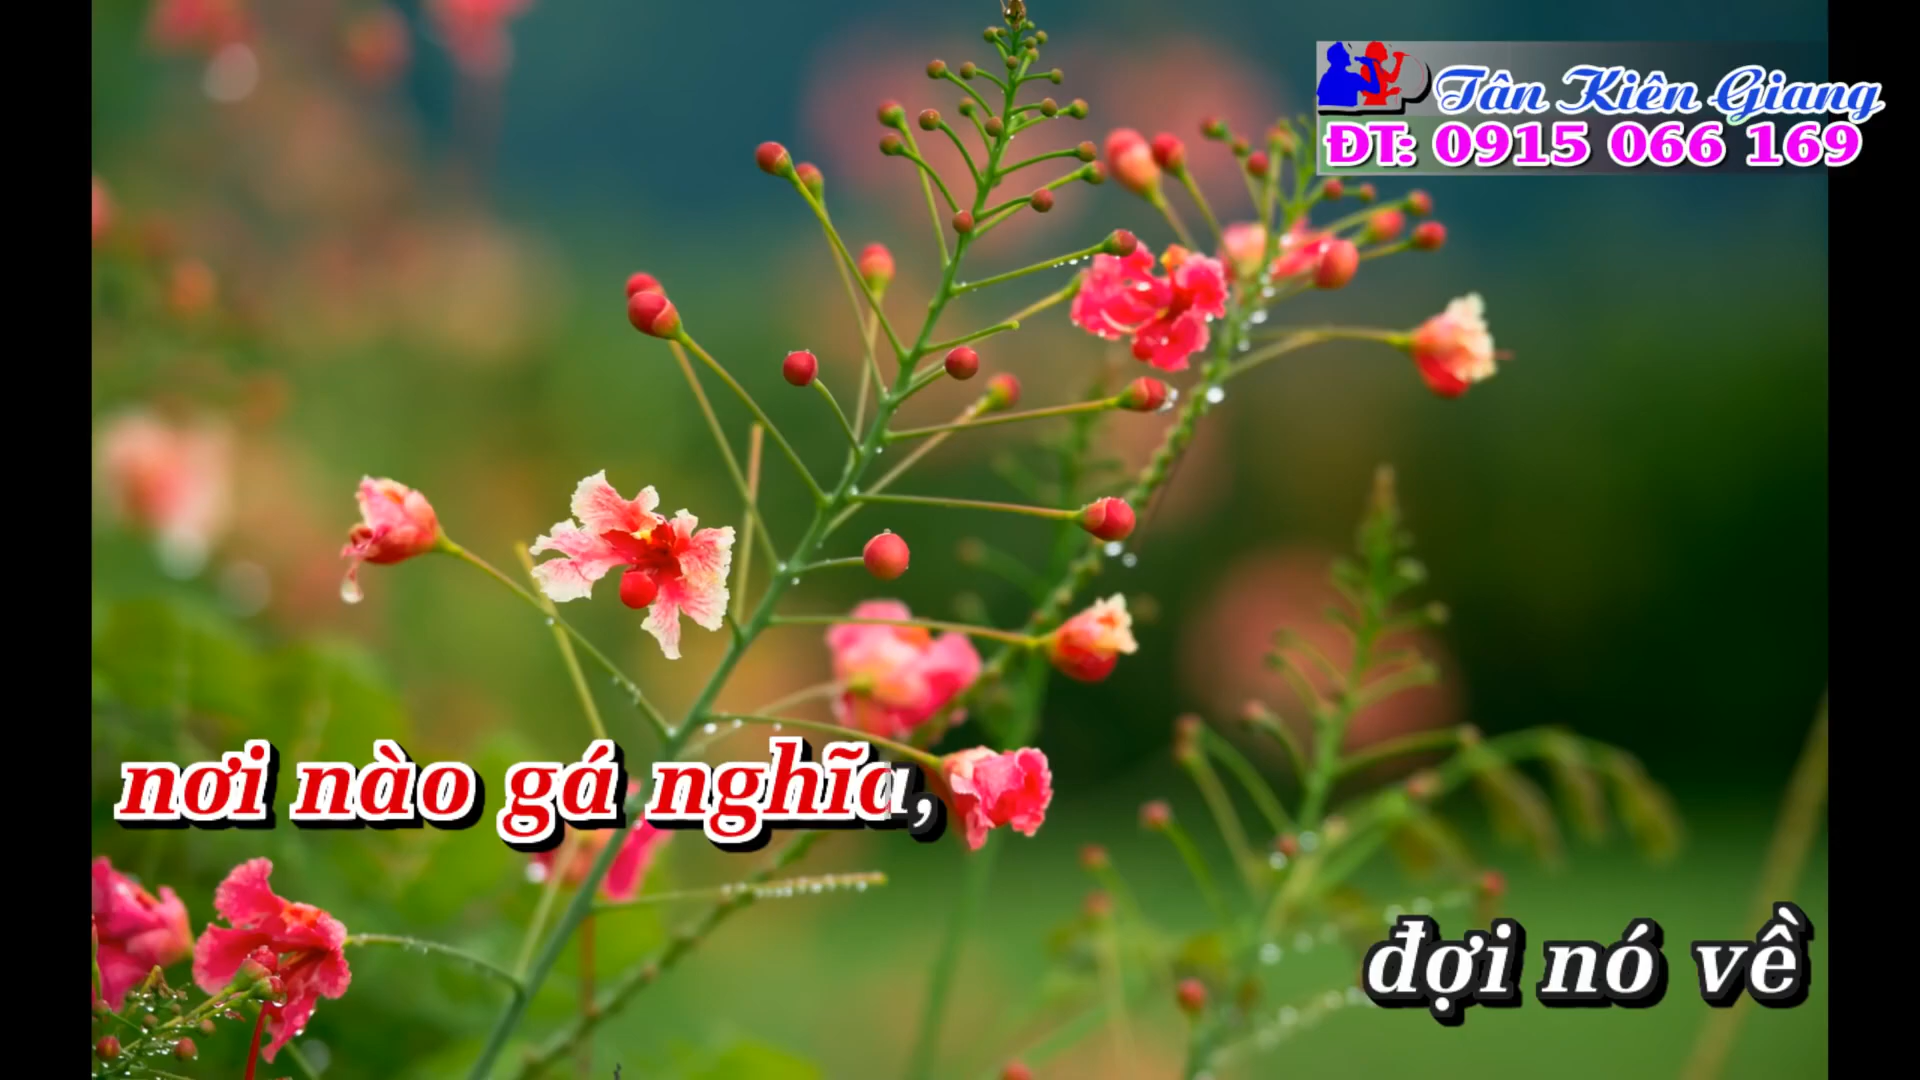 Tân Kiên Giang
ĐT: 0915 066 169
nơi nào gá nghĩa,
đợi nó về